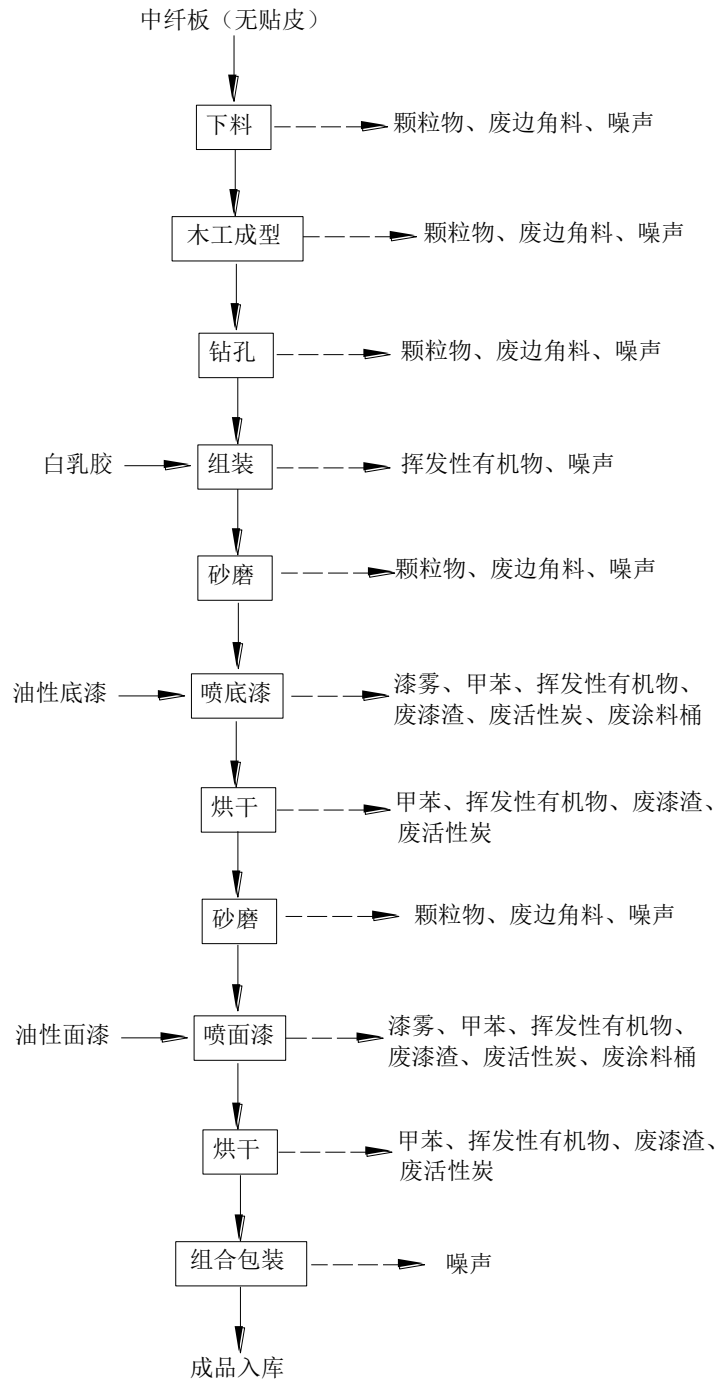 中纤板（无贴皮）
下料
颗粒物、废边角料、噪声
木工成型
颗粒物、废边角料、噪声
钻孔
颗粒物、废边角料、噪声
白乳胶
组装
挥发性有机物、噪声
砂磨
颗粒物、废边角料、噪声
油性底漆
喷底漆
漆雾、甲苯、挥发性有机物、
废漆渣、废活性炭、废涂料桶
烘干
甲苯、挥发性有机物、废漆渣、
废活性炭
砂磨
颗粒物、废边角料、噪声
油性面漆
喷面漆
漆雾、甲苯、挥发性有机物、
废漆渣、废活性炭、废涂料桶
烘干
甲苯、挥发性有机物、废漆渣、
废活性炭
组合包装
噪声
成品入库